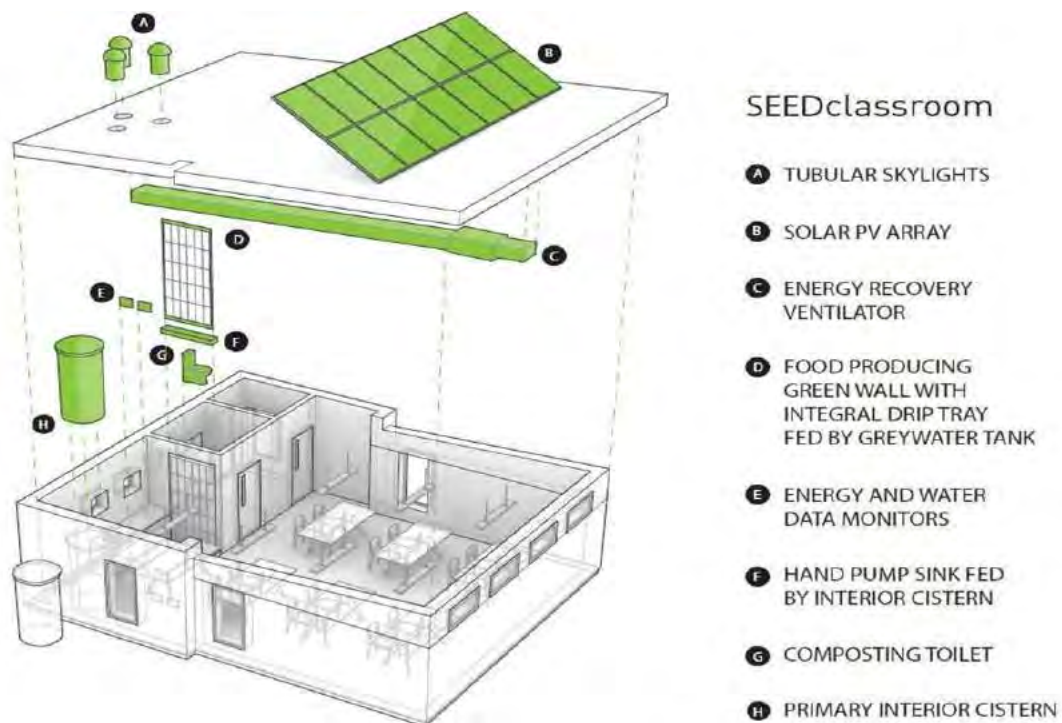 A
B
C
D
E
F
G
H
SEEDclassroom
A TUBULAR SKYLIGHTS
B SOLAR PV ARRAY
C ENERGY RECOVERY
VENTILATOR
D FOOD PRODUCING
GREEN WALL WITH
INTEGRAL DRIP TRAY
FED BY GREYWATER TANK
E ENERGY AND WATER
DATA MONITORS
F HAND PUMP SINK FED
BY INTERIOR CISTERN
G COMPOSTING TOILET
H PRIMARY INTERIOR CISTERN